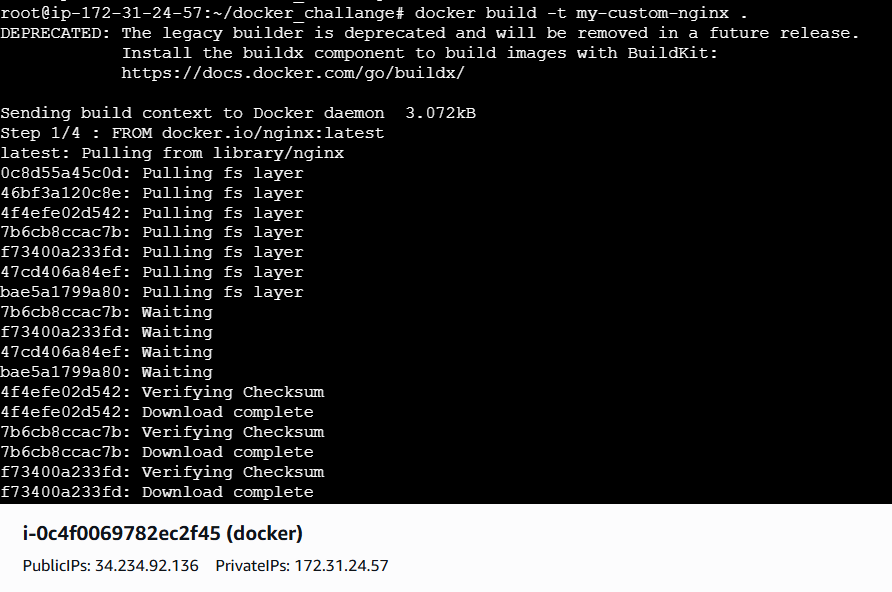 root@ip-172-31-24-57:~/docker_challange# docker build -t my-custom-nginx .
DEPRECATED: The legacy builder is deprecated and will be removed in a future release.
            Install the buildx component to build images with BuildKit:
            https://docs.docker.com/go/buildx/

Sending build context to Docker daemon  3.072kB
Step 1/4 : FROM docker.io/nginx:latest
latest: Pulling from library/nginx
0c8d55a45c0d: Pulling fs layer
46bf3a120c8e: Pulling fs layer
4f4efe02d542: Pulling fs layer
7b6cb8ccac7b: Pulling fs layer
f73400a233fd: Pulling fs layer
47cd406a84ef: Pulling fs layer
bae5a1799a80: Pulling fs layer
7b6cb8ccac7b: Waiting
f73400a233fd: Waiting
47cd406a84ef: Waiting
bae5a1799a80: Waiting
4f4efe02d542: Verifying Checksum
4f4efe02d542: Download complete
7b6cb8ccac7b: Verifying Checksum
7b6cb8ccac7b: Download complete
f73400a233fd: Verifying Checksum
f73400a233fd: Download complete
i-0c4f0069782ec2f45 (docker)
PublicIPs: 34.234.92.136    PrivateIPs: 172.31.24.57